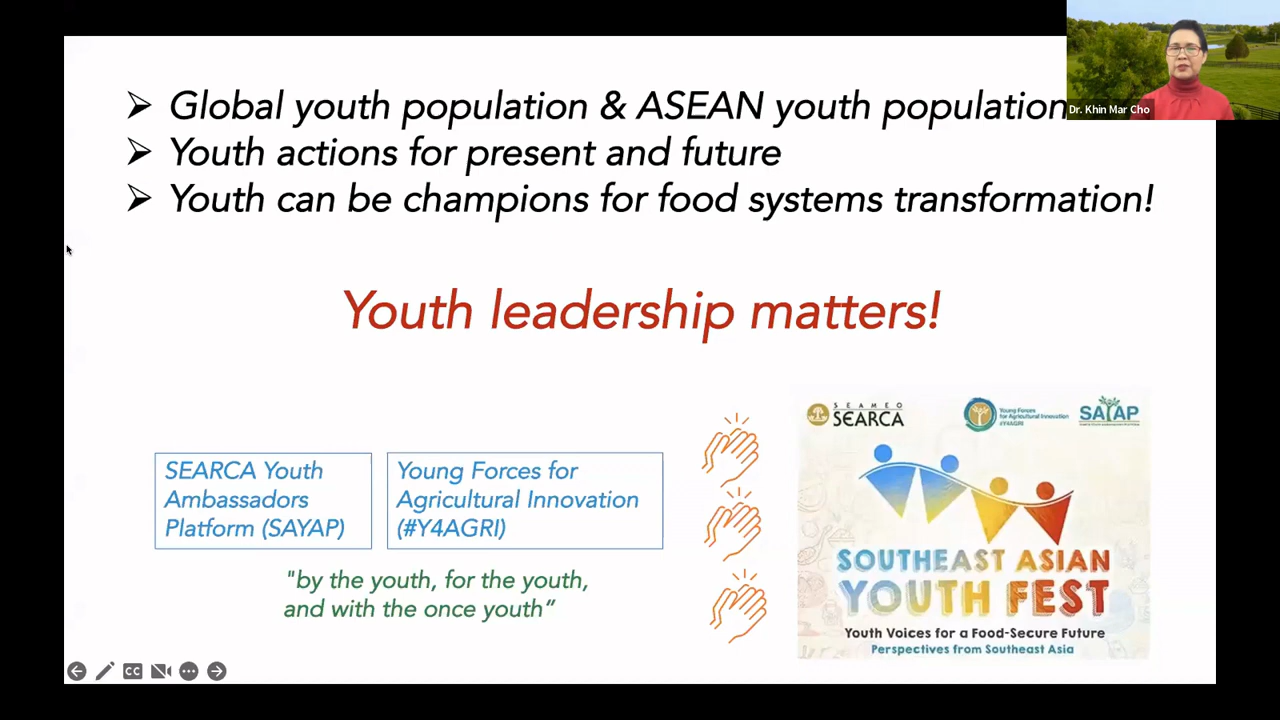 Dr. Khin Mar Cho
➢ Global youth population & ASEAN youth population
➢ Youth actions for present and future
➢ Youth can be champions for food systems transformation!
Youth leadership matters!
SEARCA Youth
Ambassadors
Platform (SAYAP)
Young Forces for
Agricultural Innovation
(#Y4AGRI)
"by the youth, for the youth,
and with the once youth“
SEAMEO
SEARCA
Young Forces
for Agricultural Innovation
#Y4AGRI
SAYAP
SOUTHEAST ASIAN
YOUTH FEST
Youth Voices for a Food-Secure Future
Perspectives from Southeast Asia
CC